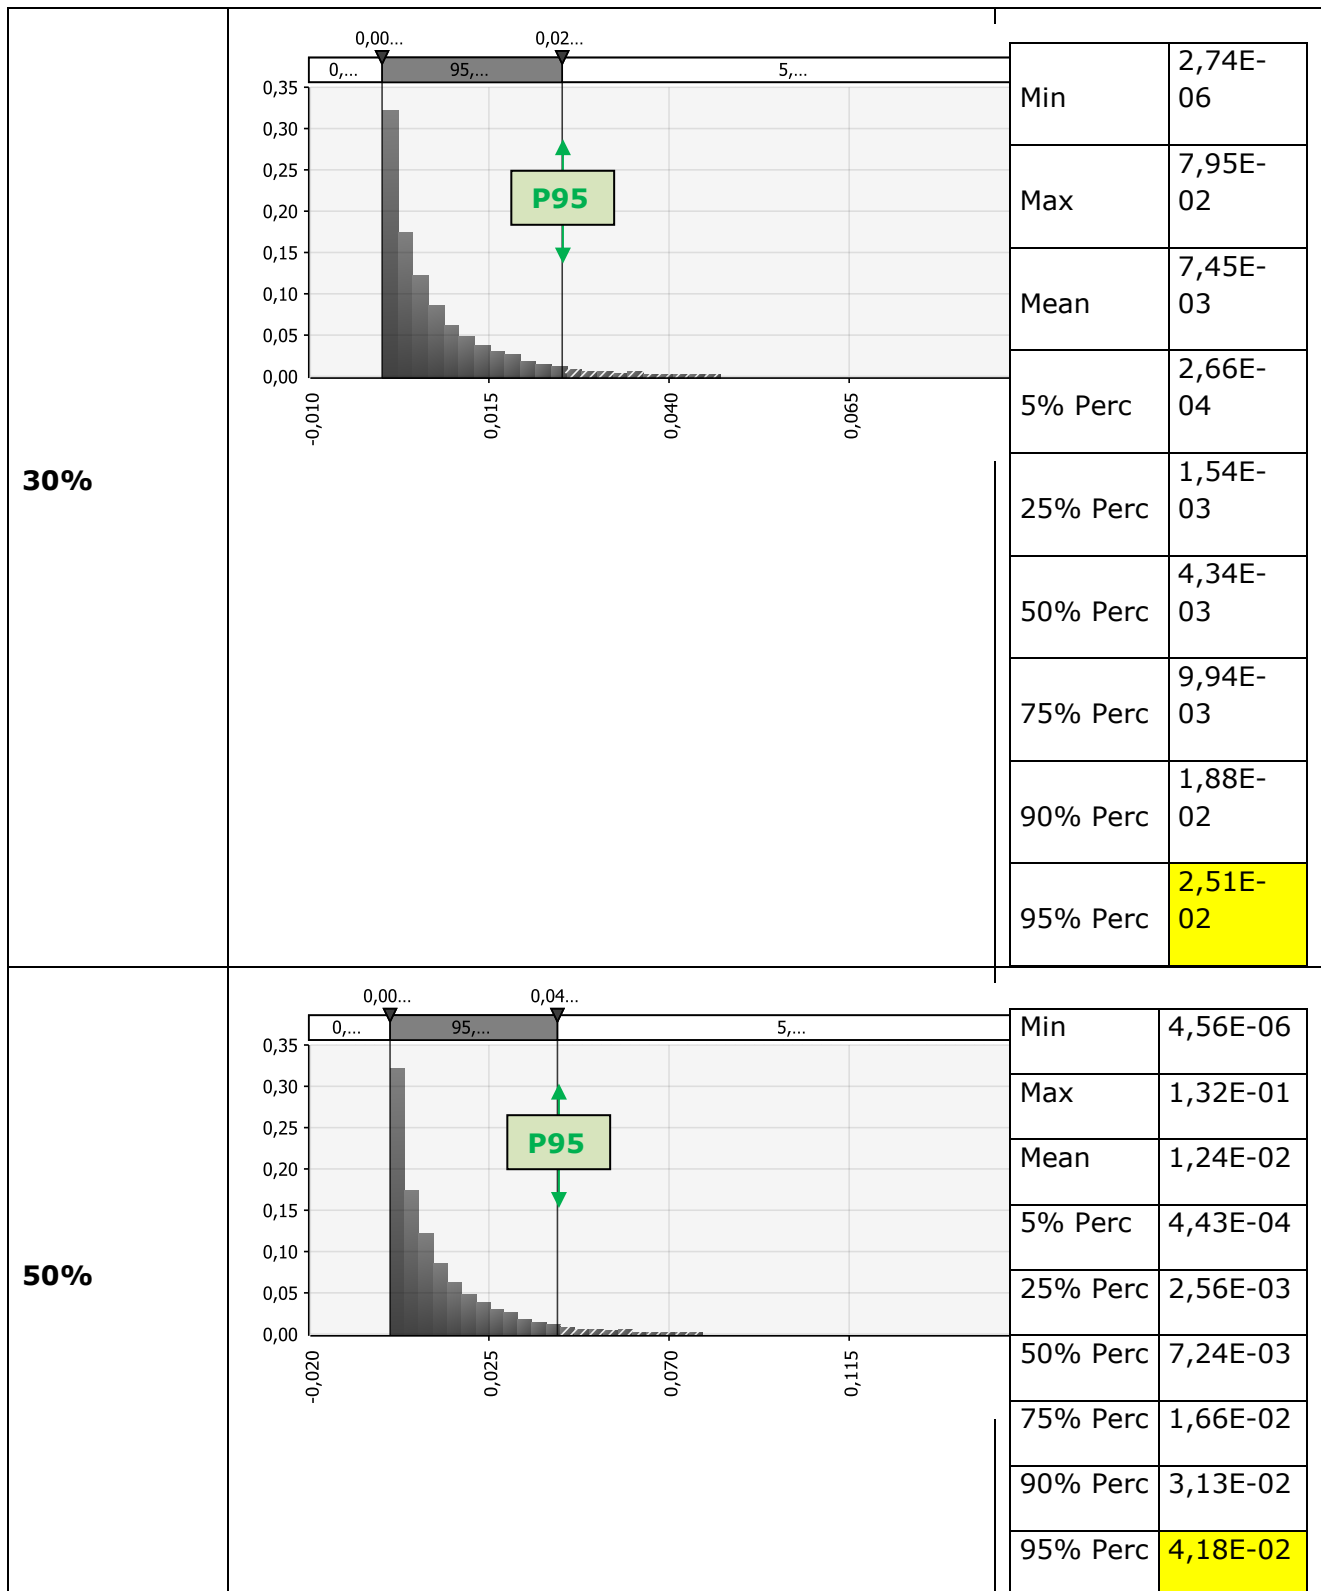 30%
0,00... 0,02...
0,... 95,... 5,...
0,35
0,30
0,25
0,20
0,15
0,10
0,05
0,00
P95
-0,010 0,015 0,040 0,065
Min 2,74E-
06
Max 7,95E-
02
Mean 7,45E-
03
5% Perc 2,66E-
04
25% Perc 1,54E-
03
50% Perc 4,34E-
03
75% Perc 9,94E-
03
90% Perc 1,88E-
02
95% Perc 2,51E-
02
50%
0,00... 0,04...
0,... 95,... 5,...
0,35
0,30
0,25
0,20
0,15
0,10
0,05
0,00
P95
-0,020 0,025 0,070 0,115
Min 4,56E-06
Max 1,32E-01
Mean 1,24E-02
5% Perc 4,43E-04
25% Perc 2,56E-03
50% Perc 7,24E-03
75% Perc 1,66E-02
90% Perc 3,13E-02
95% Perc 4,18E-02